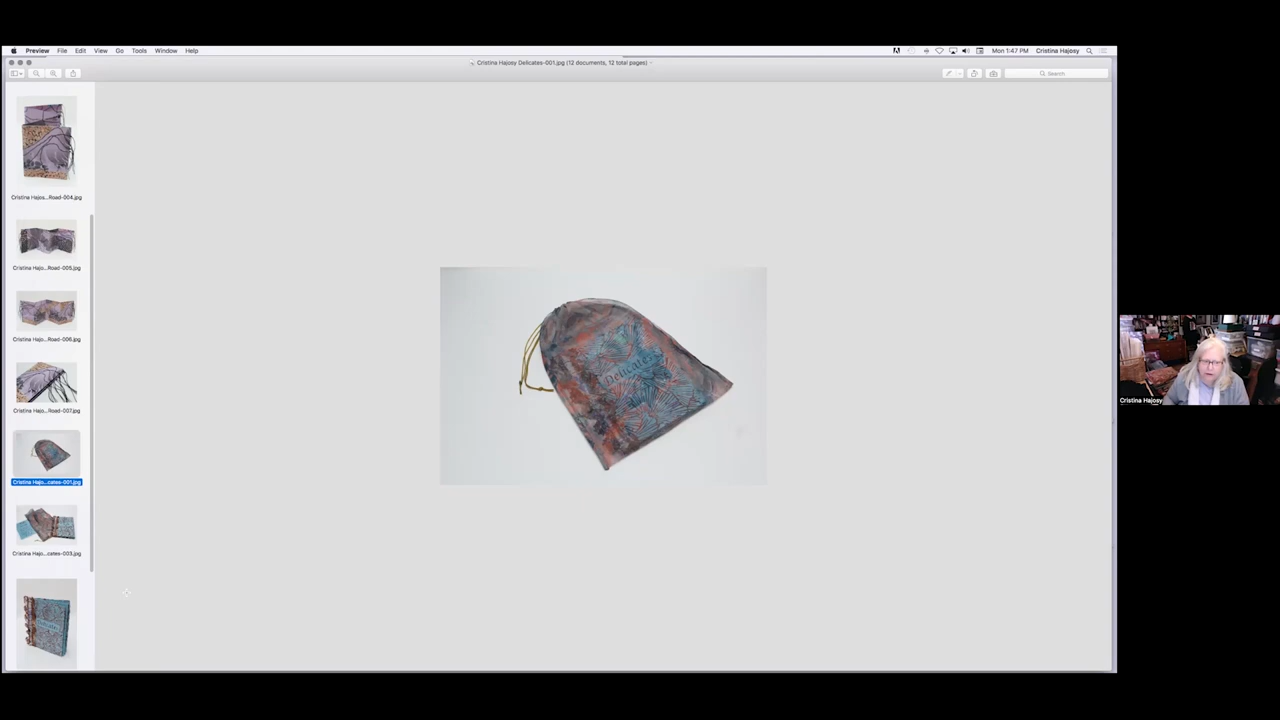 Preview File Edit View Go Tools Window Help
Mon 1:47 PM Cristina Hajosy
Cristina Hajosy Delicates-001.jpg (12 documents, 12 total pages)
Search
Cristina Hajos...Road-004.jpg
Cristina Hajo...Road-005.jpg
Cristina Hajo...Road-006.jpg
Cristina Hajo...Road-007.jpg
Cristina Hajo...cates-001.jpg
Cristina Hajo...cates-003.jpg
Delicates
Cristina Hajosy